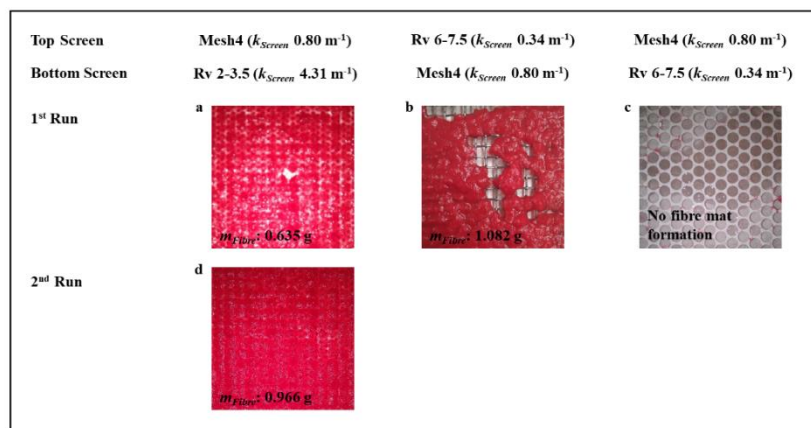 Top Screen Mesh4 (kScreen 0.80 m⁻¹) Rv 6-7.5 (kScreen 0.34 m⁻¹) Mesh4 (kScreen 0.80 m⁻¹)
Bottom Screen Rv 2-3.5 (kScreen 4.31 m⁻¹) Mesh4 (kScreen 0.80 m⁻¹) Rv 6-7.5 (kScreen 0.34 m⁻¹)
1st Run a b c
mFibre: 0.635 g mFibre: 1.082 g No fibre mat
formation
2nd Run d
mFibre: 0.966 g